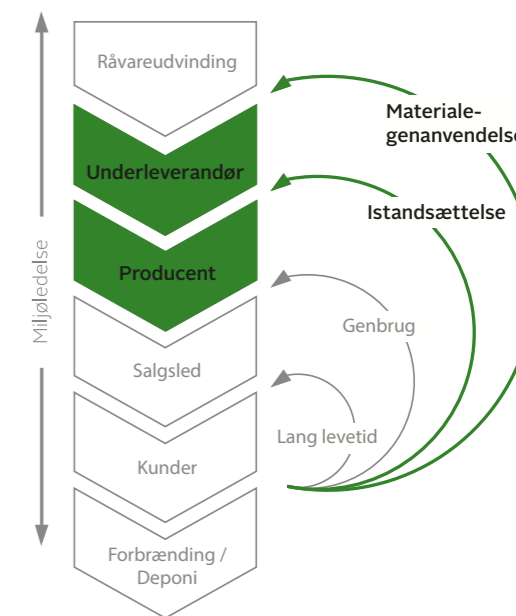 Råvareudvinding
Materiale-
genanvendelse
Underleverandør
Istandsættelse
Producent
Miljøledelse
Genbrug
Salgsled
Lang levetid
Kunder
Forbrænding /
Deponi